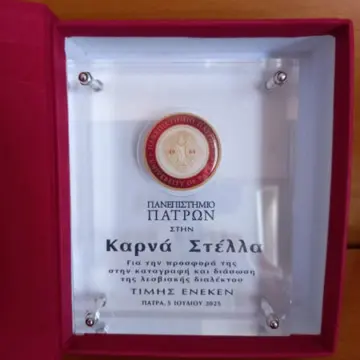 ΠΑΝΕΠΙΣΤΗΜΙΟ
ΠΑΤΡΩΝ
ΣΤΗΝ
Καρνά Στέλλα
Για την προσφορά της
στην καταγραφή και διάσωση
της λεσβιακής διαλέκτου
ΤΙΜΗΣ ΕΝΕΚΕΝ
ΠΑΤΡΑ, 5 ΙΟΥΛΙΟΥ 2025